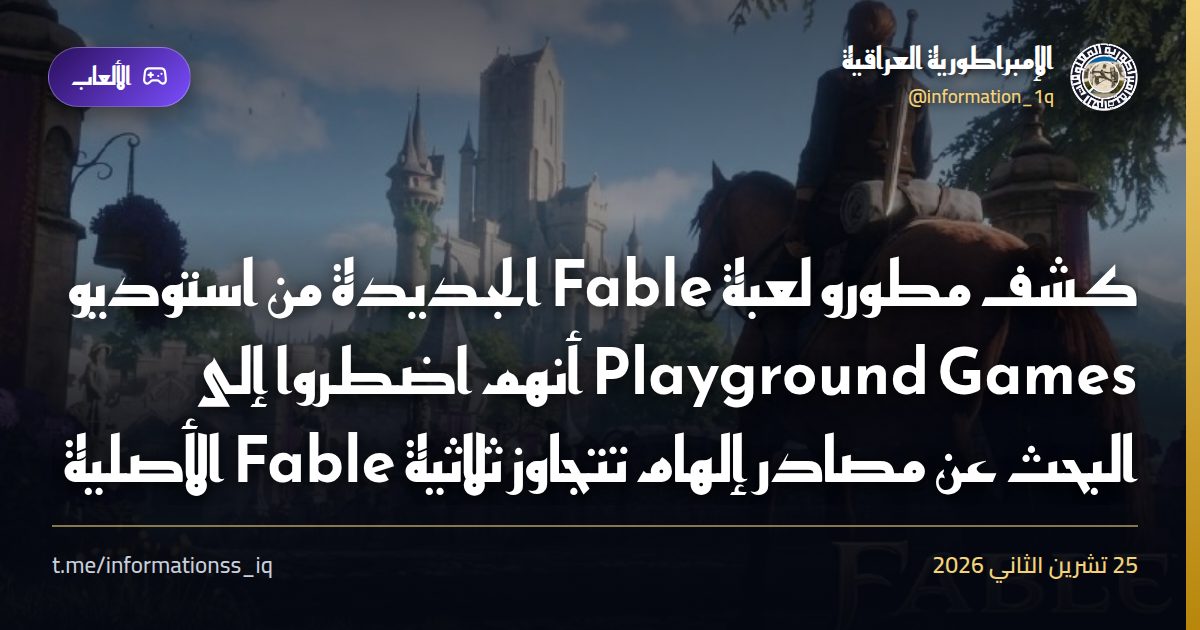 الإمبراطورية العراقية
@information_1q
الألعاب
كشف مطورو لعبة Fable الجديدة من استوديو
Playground Games أنهم اضطروا إلى
البحث عن مصادر إلهام تتجاوز ثلاثية Fable الأصلية
25 تشرين الثاني 2026
t.me/informationss_iq
FABLE